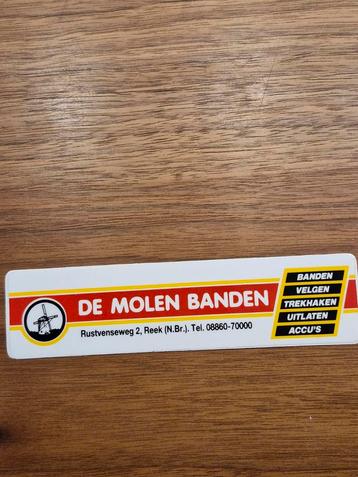 DE MOLEN BANDEN
Rustvenseweg 2, Reek (N.Br.). Tel. 08860-70000
BANDEN
VELGEN
TREKHAKEN
UITLATEN
ACCU'S